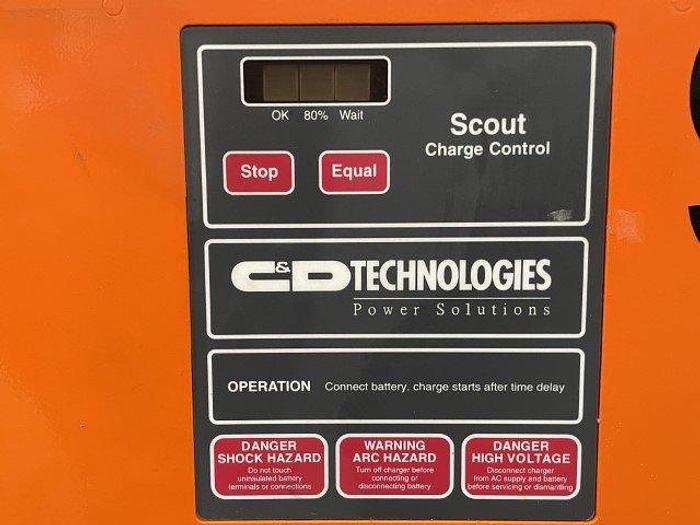 OK 80% Wait
Scout
Charge Control
Stop Equal
C&D TECHNOLOGIES
Power Solutions
OPERATION Connect battery, charge starts after time delay
DANGER
SHOCK HAZARD
Do not touch
uninsulated battery
terminals or connections
WARNING
ARC HAZARD
Turn off charger before
connecting or
disconnecting battery
DANGER
HIGH VOLTAGE
Disconnect charger
from AC supply and battery
before servicing or dismantling